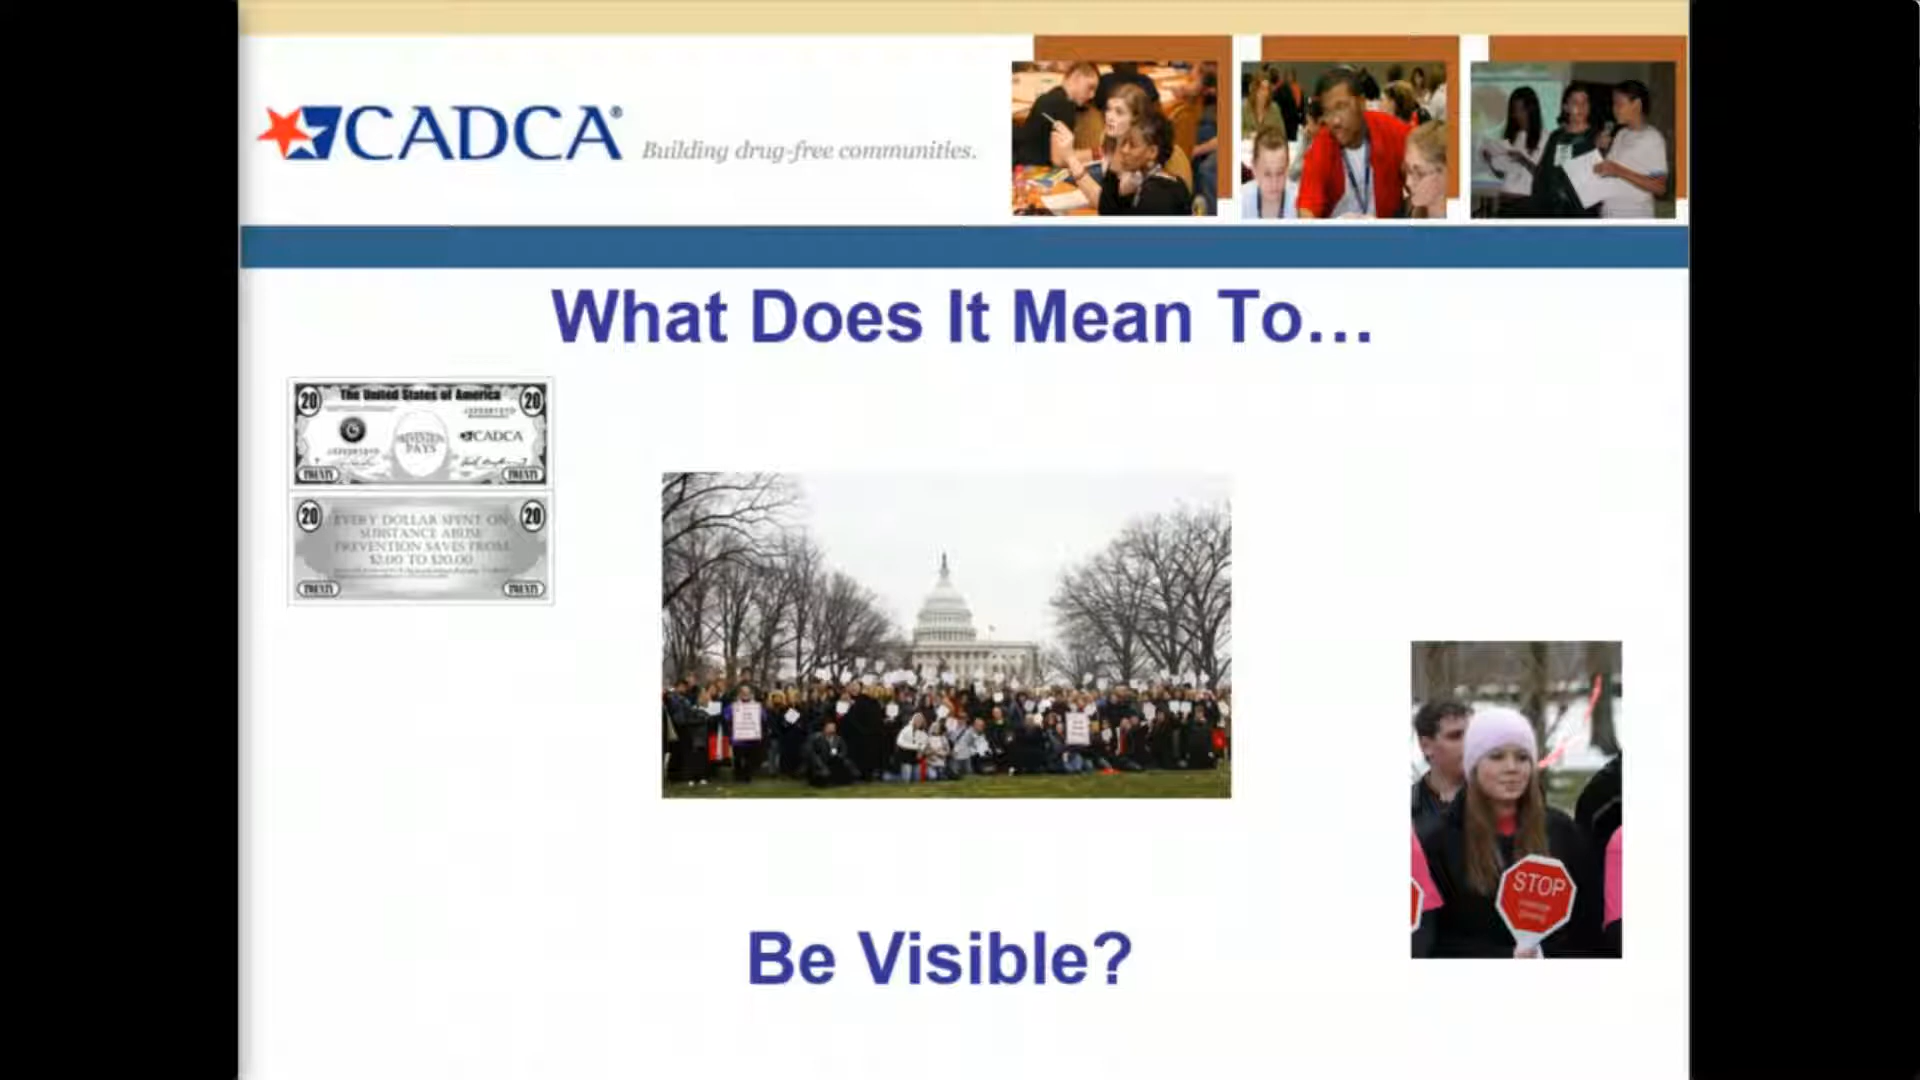 CADCA®
Building drug-free communities.
What Does It Mean To...
20 The United States of America 20
PREVENTION
PAYS
CADCA
TWENTY TWENTY
20 EVERY DOLLAR SPENT ON 20
SUBSTANCE ABUSE
PREVENTION SAVES FROM
$2.00 TO $20.00
TWENTY TWENTY
STOP
Be Visible?